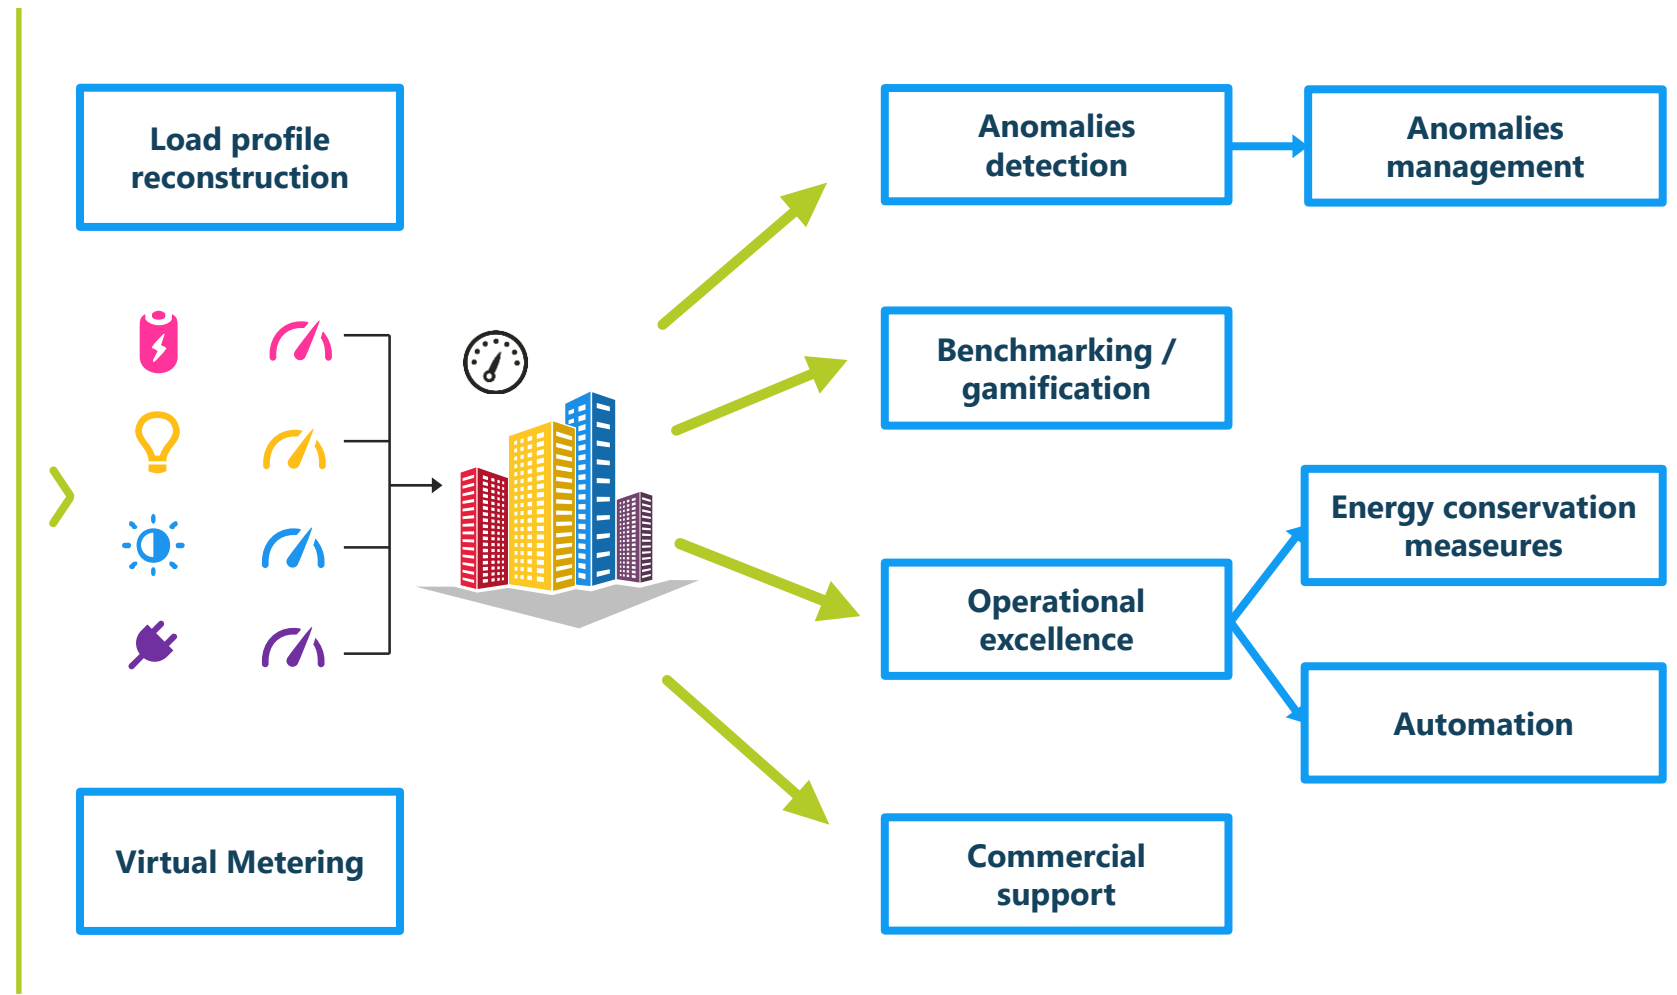 Load profile
reconstruction
Virtual Metering
Anomalies
detection
Anomalies
management
Benchmarking /
gamification
Operational
excellence
Energy conservation
measeures
Automation
Commercial
support